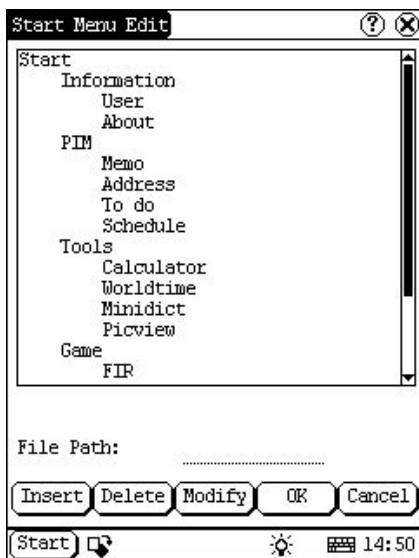 Start Menu Edit ?
Start
Information
User
About
PIM
Memo
Address
To do
Schedule
Tools
Calculator
Worldtime
Minidict
Picview
Game
FIR
File Path:
Insert Delete Modify OK Cancel
Start 14:50